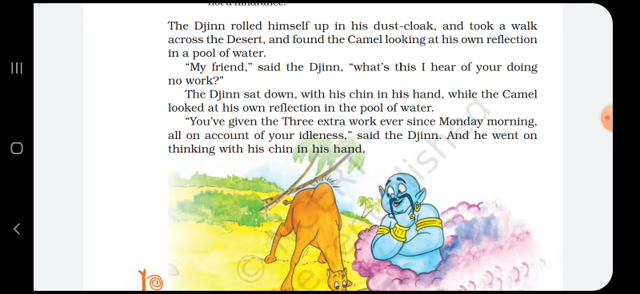 not a hindrance.
The Djinn rolled himself up in his dust-cloak, and took a walk
across the Desert, and found the Camel looking at his own reflection
in a pool of water.
“My friend,” said the Djinn, “what’s this I hear of your doing
no work?”
The Djinn sat down, with his chin in his hand, while the Camel
looked at his own reflection in the pool of water.
“You’ve given the Three extra work ever since Monday morning,
all on account of your idleness,” said the Djinn. And he went on
thinking with his chin in his hand.